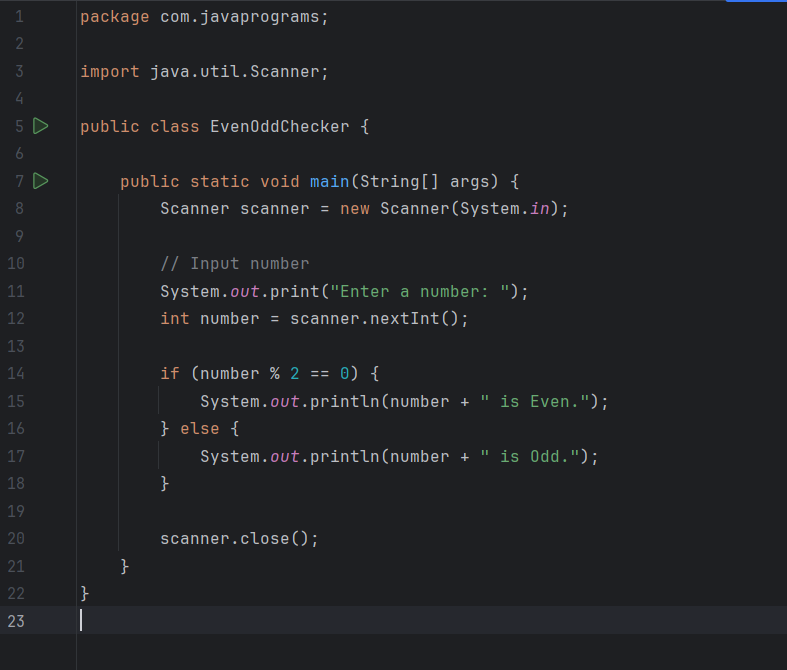 1 package com.javaprograms;
2
3 import java.util.Scanner;
4
5 public class EvenOddChecker {
6
7     public static void main(String[] args) {
8         Scanner scanner = new Scanner(System.in);
9
10         // Input number
11         System.out.print("Enter a number: ");
12         int number = scanner.nextInt();
13
14         if (number % 2 == 0) {
15             System.out.println(number + " is Even.");
16         } else {
17             System.out.println(number + " is Odd.");
18         }
19
20         scanner.close();
21     }
22 }
23